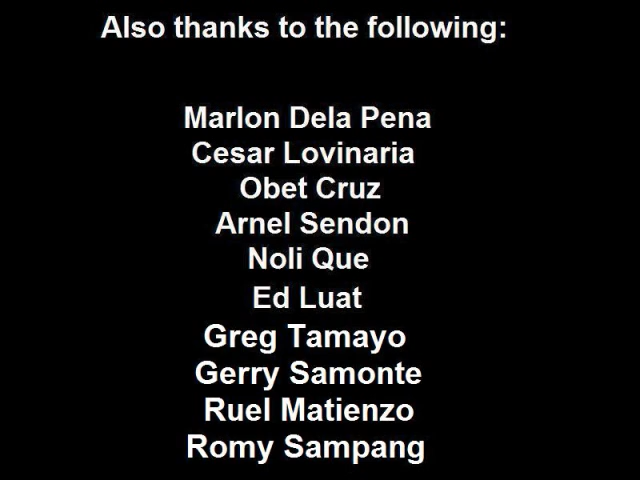 Also thanks to the following:
Marlon Dela Pena
Cesar Lovinaria
Obet Cruz
Arnel Sendon
Noli Que
Ed Luat
Greg Tamayo
Gerry Samonte
Ruel Matienzo
Romy Sampang